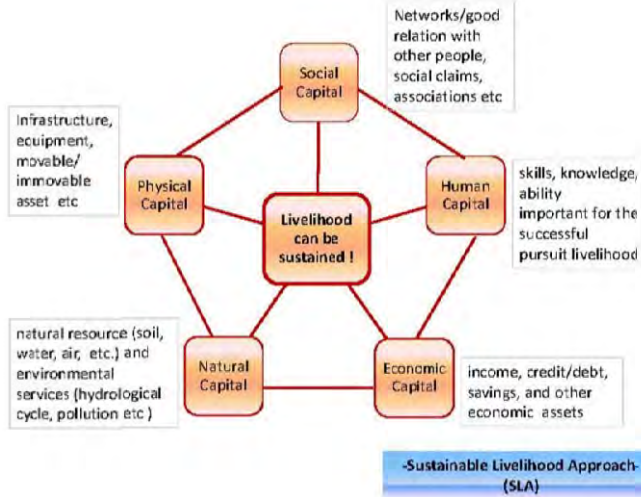 Networks/good
relation with
other people,
social claims,
associations etc
Social
Capital
Infrastructure,
equipment,
movable/
immovable
asset etc
Physical
Capital
Human
Capital
skills, knowledge,
ability
important for the
successful
pursuit livelihood
Livelihood
can be
sustained !
natural resource (soil,
water, air, etc.) and
environmental
services (hydrological
cycle, pollution etc )
Natural
Capital
Economic
Capital
income, credit/debt,
savings, and other
economic assets
-Sustainable Livelihood Approach-
(SLA)